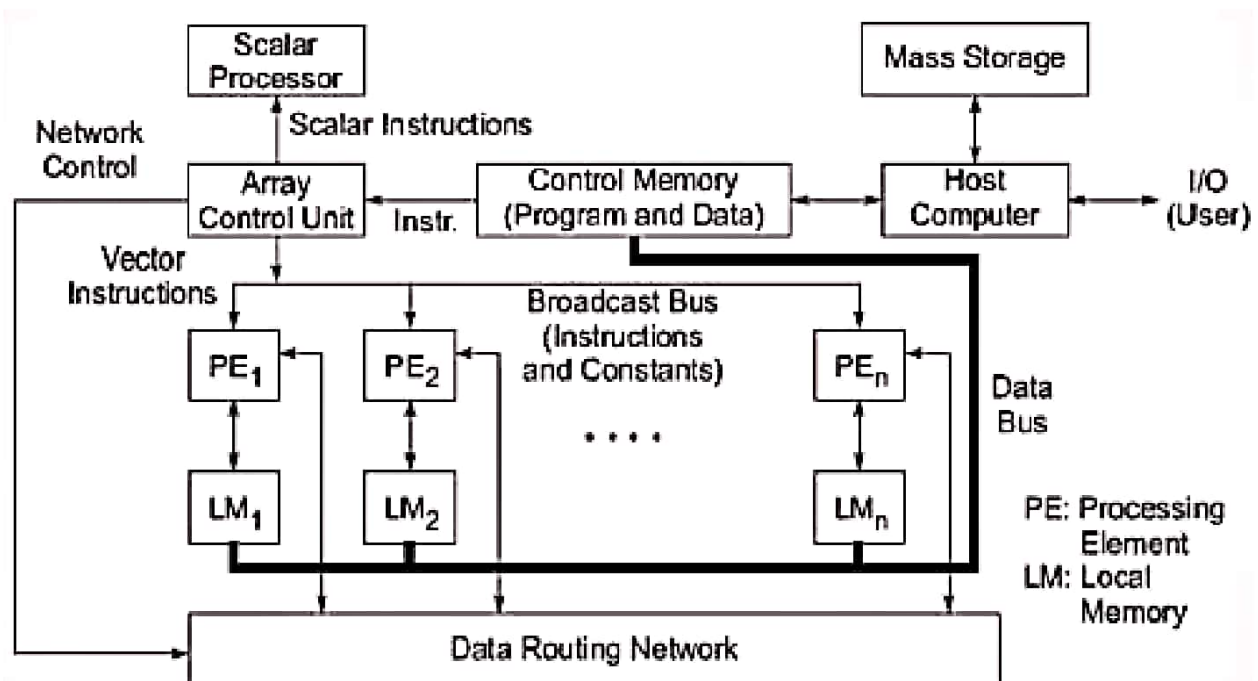 Scalar
Processor
Mass Storage
Network
Control
Scalar Instructions
Array
Control Unit
Instr.
Control Memory
(Program and Data)
Host
Computer
I/O
(User)
Vector
Instructions
Broadcast Bus
(Instructions
and Constants)
PE1
PE2
PEn
Data
Bus
. . . .
LM1
LM2
LMn
PE: Processing
Element
LM: Local
Memory
Data Routing Network